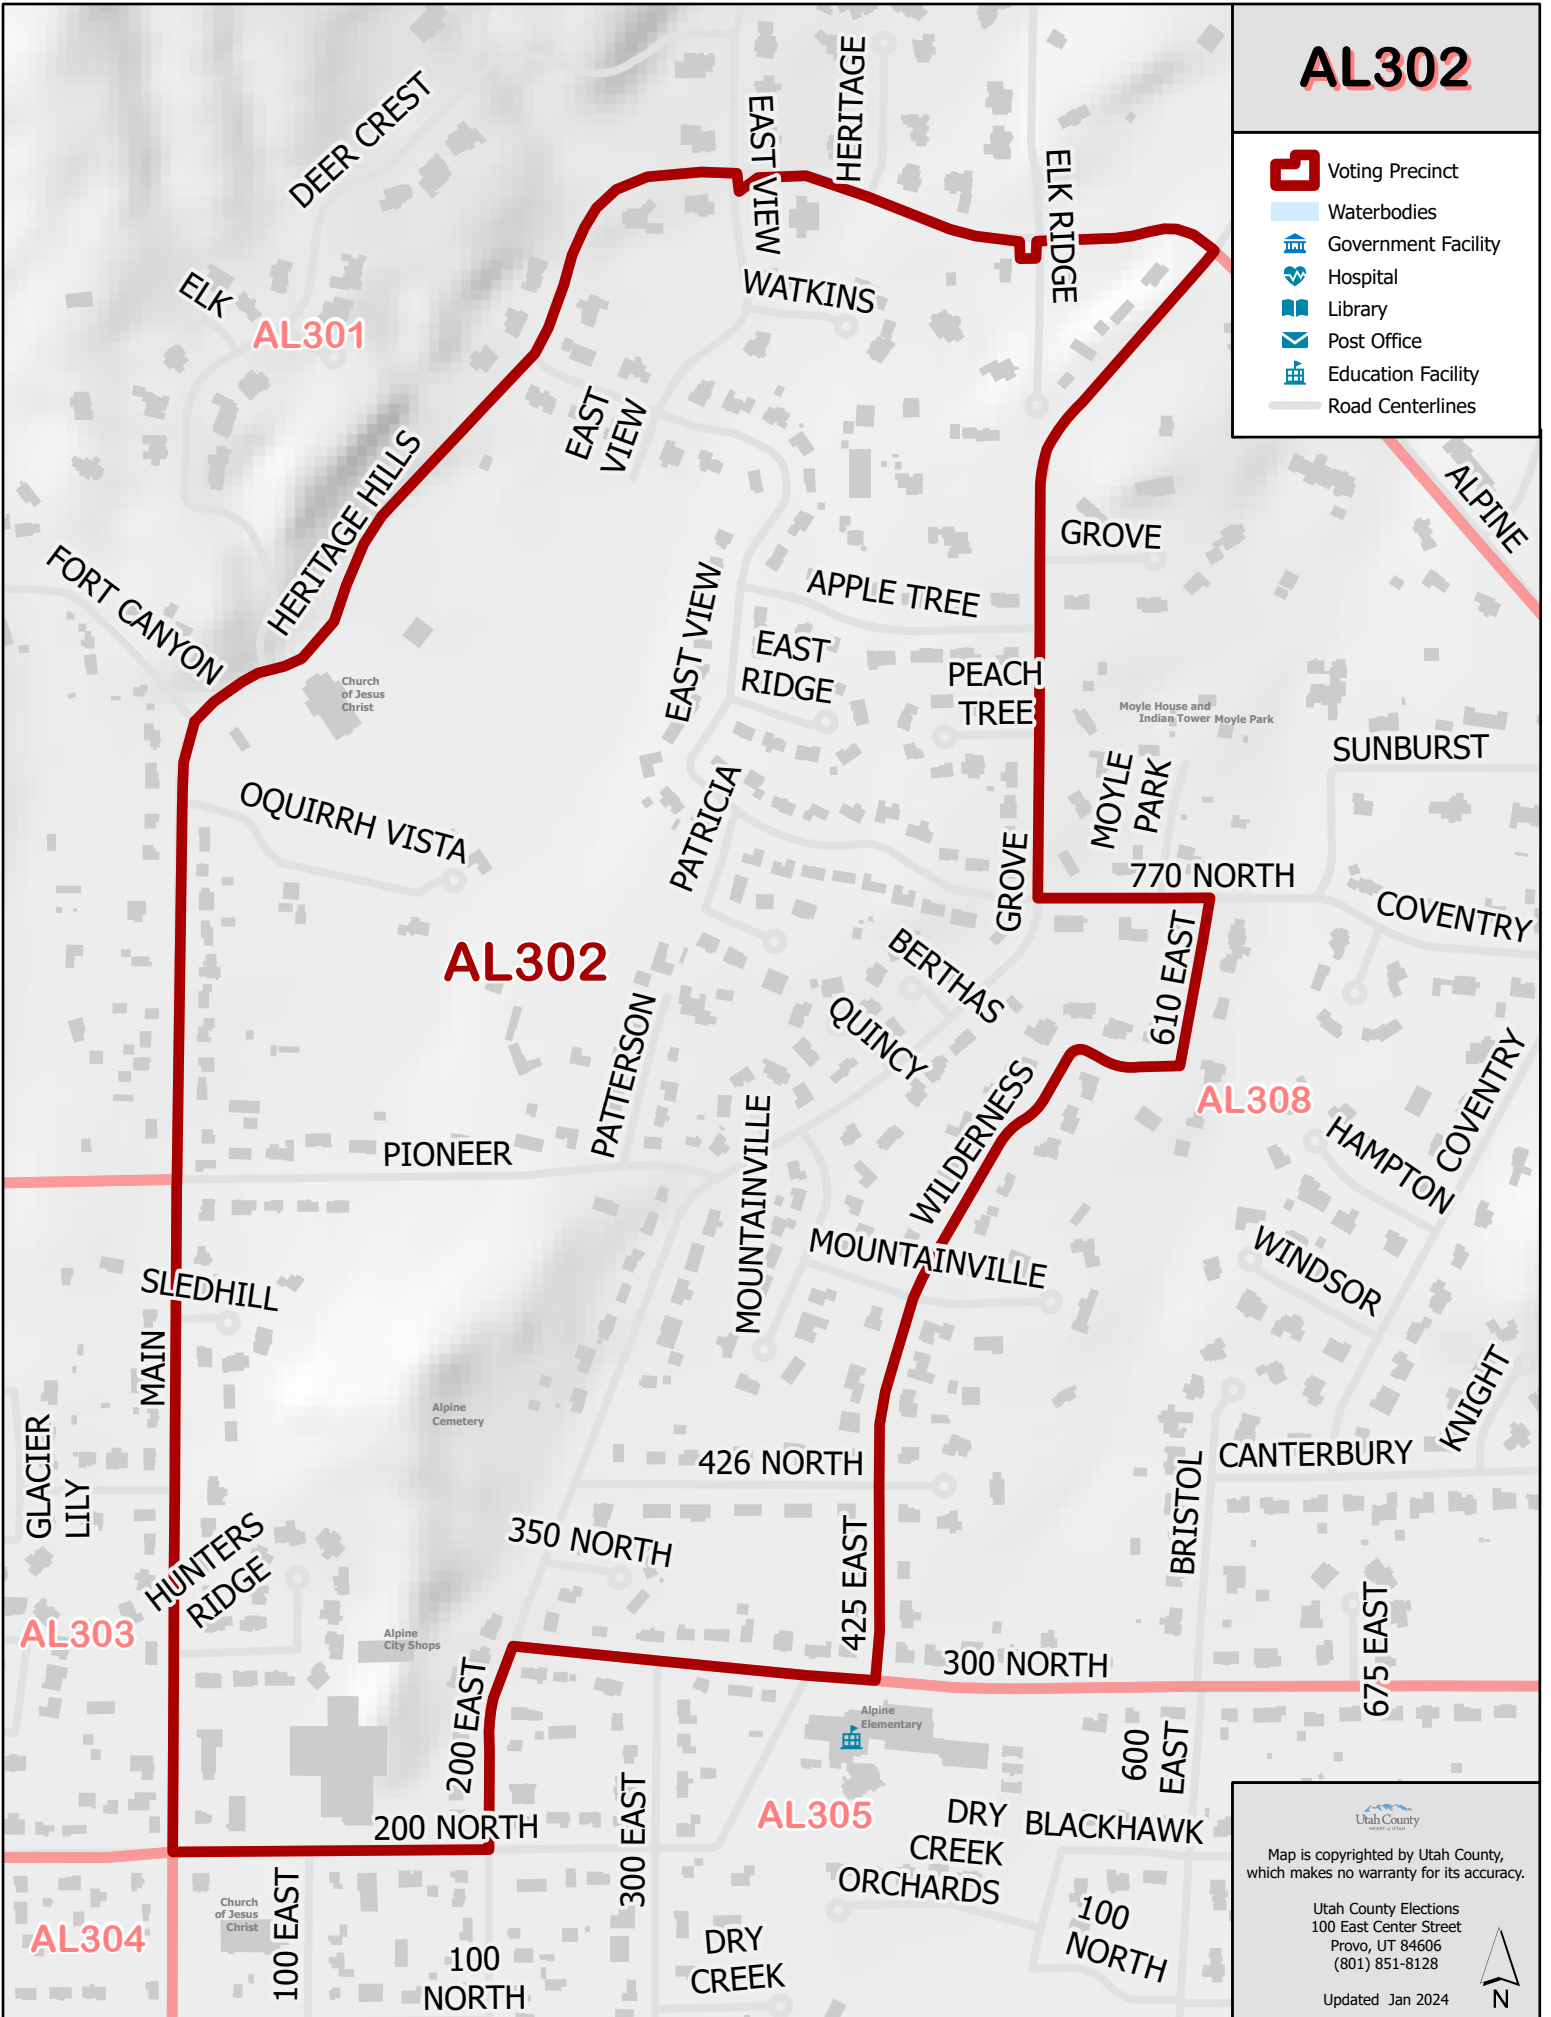 AL302
Voting Precinct
Waterbodies
Government Facility
Hospital
Library
Post Office
Education Facility
Road Centerlines
DEER CREST
EAST VIEW
HERITAGE
ELK RIDGE
ELK
AL301
WATKINS
EAST
VIEW
ALPINE
HERITAGE HILLS
FORT CANYON
GROVE
APPLE TREE
EAST VIEW
EAST
RIDGE
PEACH
TREE
Church
of Jesus
Christ
Moyle House and
Indian Tower
Moyle Park
SUNBURST
MOYLE
PARK
OQUIRRH VISTA
PATRICIA
GROVE
770 NORTH
COVENTRY
AL302
BERTHAS
610 EAST
QUINCY
PATTERSON
WILDERNESS
AL308
COVENTRY
HAMPTON
PIONEER
MOUNTAINVILLE
MOUNTAINVILLE
WINDSOR
SLEDHILL
MAIN
KNIGHT
Alpine
Cemetery
GLACIER
LILY
426 NORTH
CANTERBURY
BRISTOL
350 NORTH
HUNTERS
RIDGE
425 EAST
675 EAST
AL303
Alpine
City Shops
300 NORTH
200 EAST
Alpine
Elementary
600
EAST
200 NORTH
300 EAST
AL305
DRY
CREEK
ORCHARDS
BLACKHAWK
100 EAST
Church
of Jesus
Christ
AL304
100
NORTH
DRY
CREEK
100
NORTH
Utah County
HEART of UTAH
Map is copyrighted by Utah County,
which makes no warranty for its accuracy.
Utah County Elections
100 East Center Street
Provo, UT 84606
(801) 851-8128
Updated Jan 2024
N